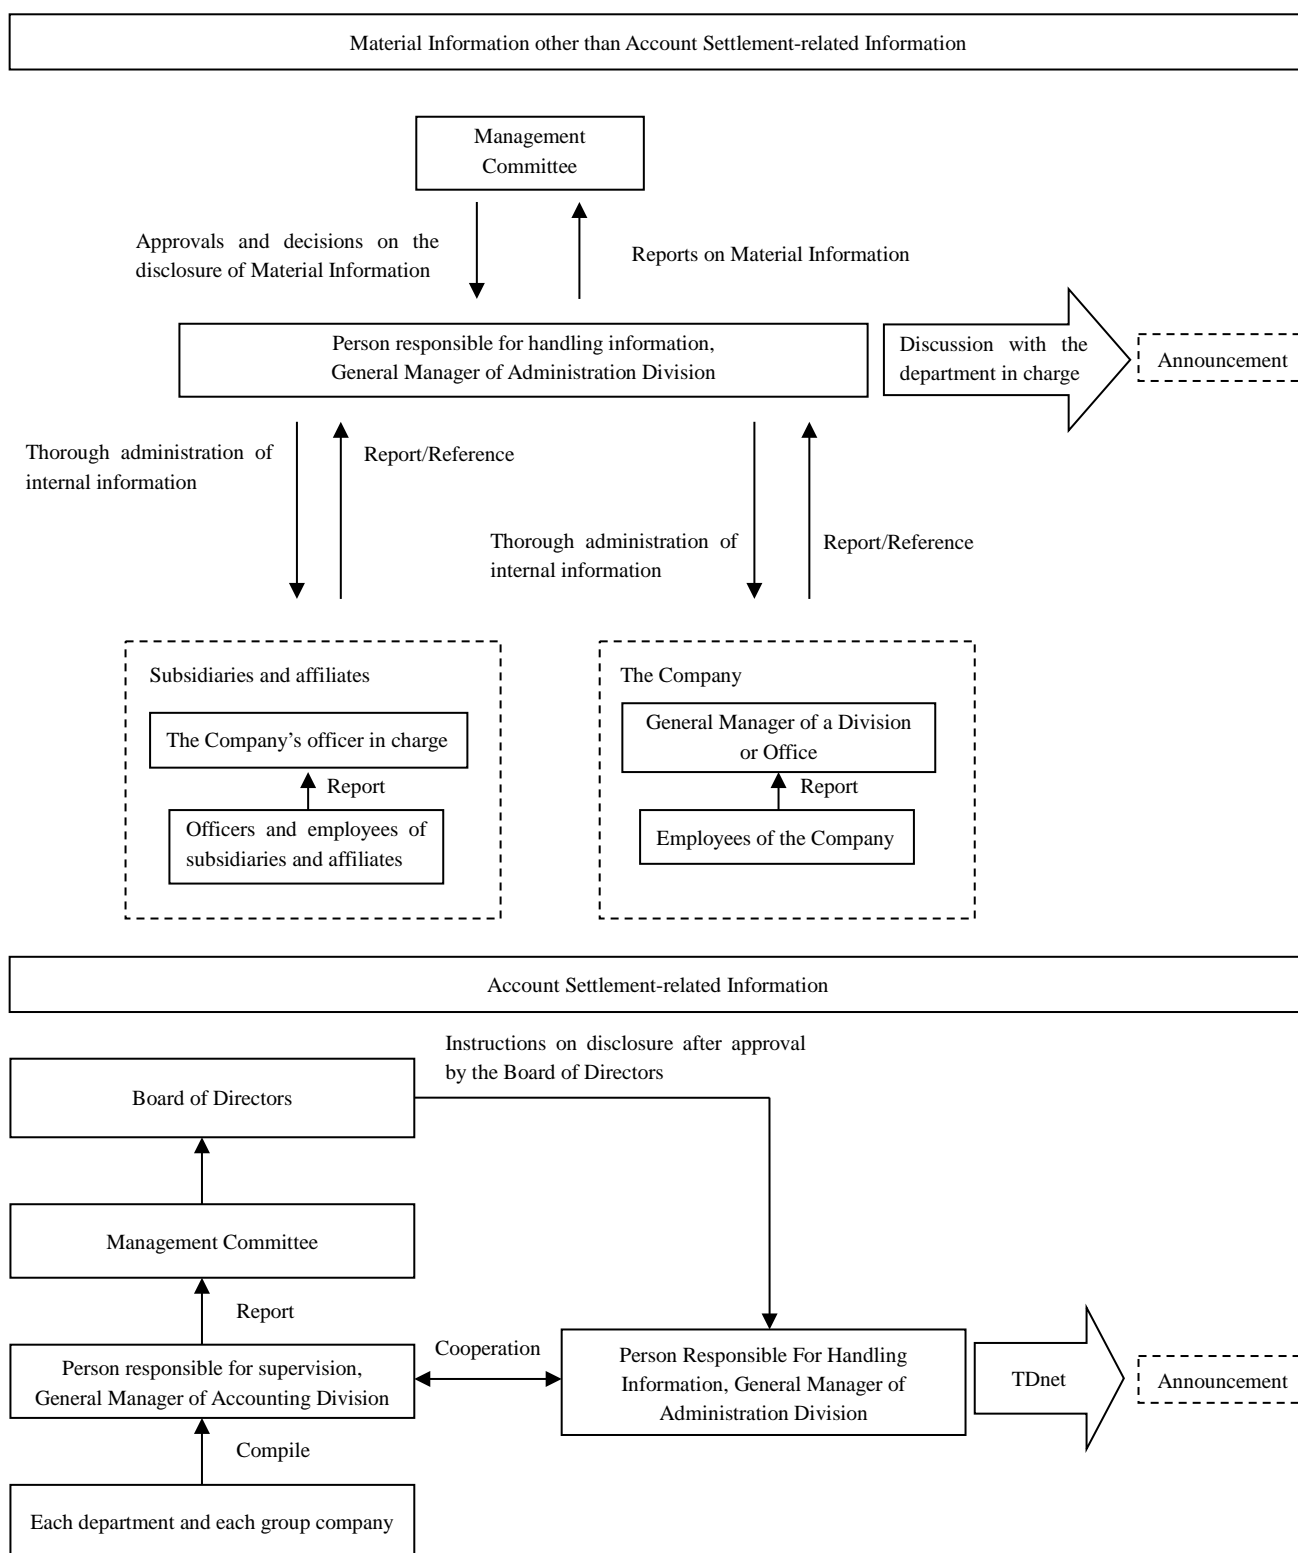 Material Information other than Account Settlement-related Information
Management
Committee
Approvals and decisions on the
disclosure of Material Information
Reports on Material Information
Person responsible for handling information,
General Manager of Administration Division
Discussion with the
department in charge
Announcement
Thorough administration of
internal information
Report/Reference
Thorough administration of
internal information
Report/Reference
Subsidiaries and affiliates
The Company’s officer in charge
Report
Officers and employees of
subsidiaries and affiliates
The Company
General Manager of a Division
or Office
Report
Employees of the Company
Account Settlement-related Information
Instructions on disclosure after approval
by the Board of Directors
Board of Directors
Management Committee
Report
Person responsible for supervision,
General Manager of Accounting Division
Cooperation
Person Responsible For Handling
Information, General Manager of
Administration Division
TDnet
Announcement
Compile
Each department and each group company